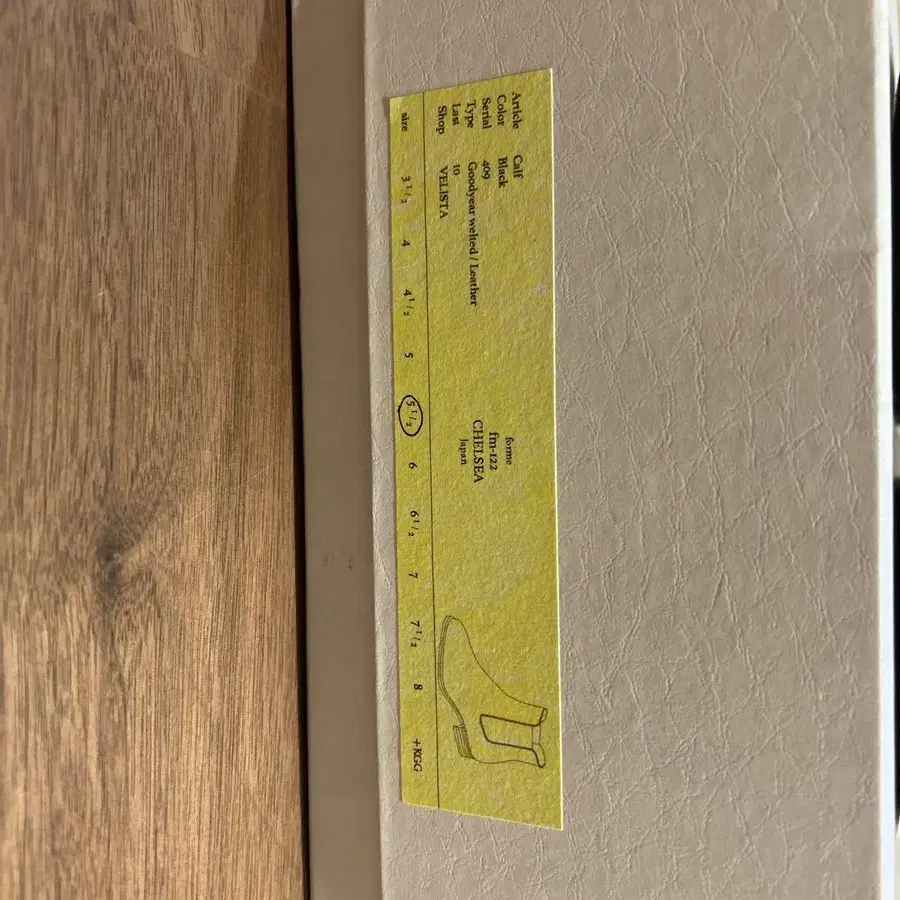 Article Calf
Color Black
Serial 409
Type Goodyear welted / Leather
Last 10
Shop VELISTA
forme
fm-122
CHELSEA
Japan
size 3 1/2 4 4 1/2 5 5 1/2 6 6 1/2 7 7 1/2 8 +KGG